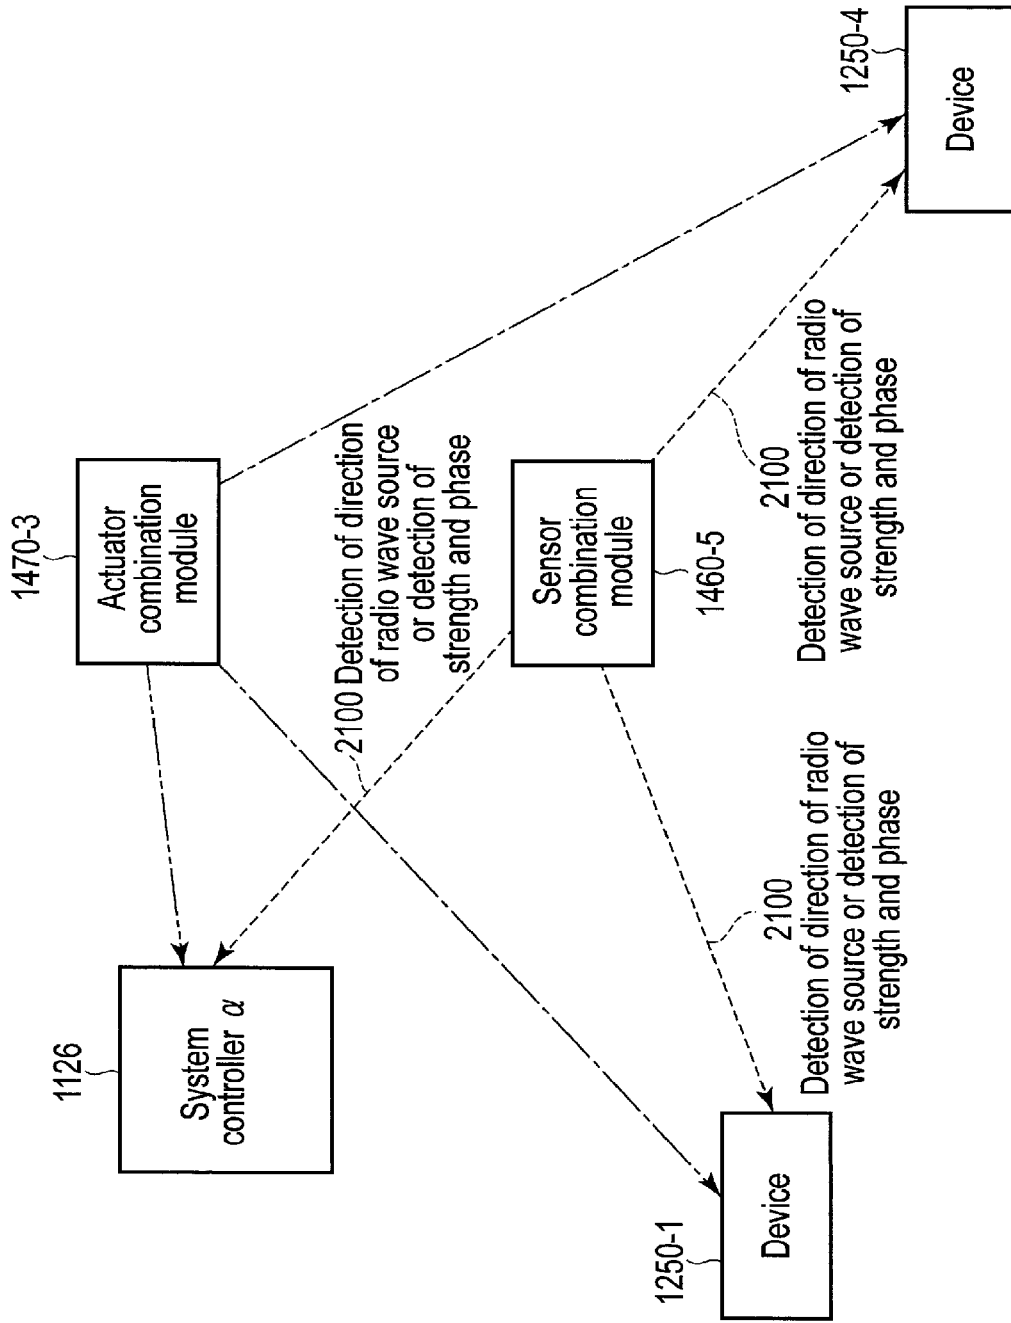 1470-3
Actuator
combination
module
1126
System
controller α
2100
Detection of direction
of radio wave source
or detection of
strength and phase
Sensor
combination
module
1460-5
1250-4
Device
2100
Detection of direction of radio
wave source or detection of
strength and phase
1250-1
Device
2100
Detection of direction of radio
wave source or detection of
strength and phase